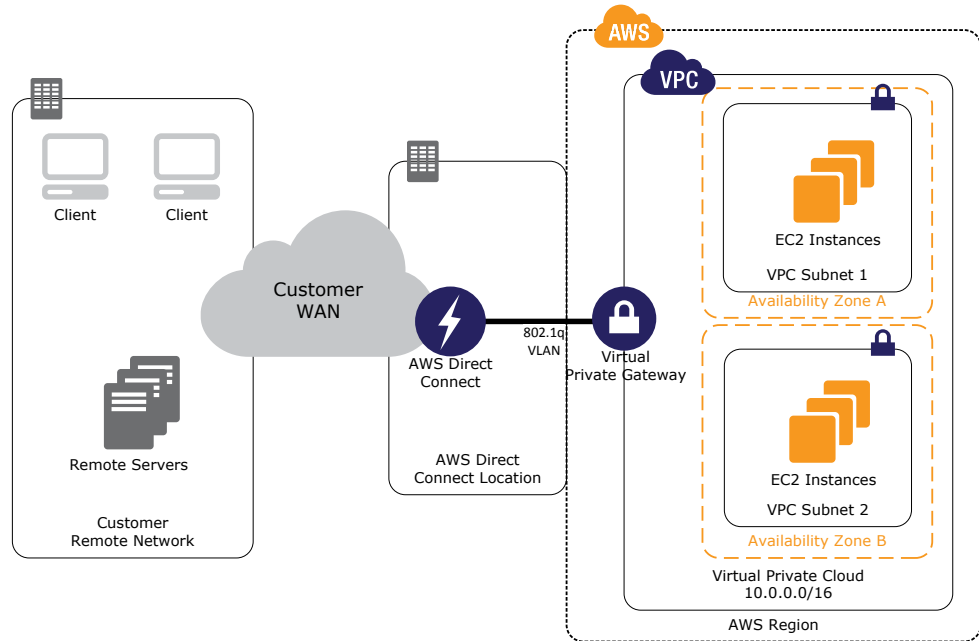 AWS
VPC
Client
Client
Customer
WAN
Remote Servers
Customer
Remote Network
AWS Direct
Connect
AWS Direct
Connect Location
802.1q
VLAN
Virtual
Private Gateway
EC2 Instances
VPC Subnet 1
Availability Zone A
EC2 Instances
VPC Subnet 2
Availability Zone B
Virtual Private Cloud
10.0.0.0/16
AWS Region